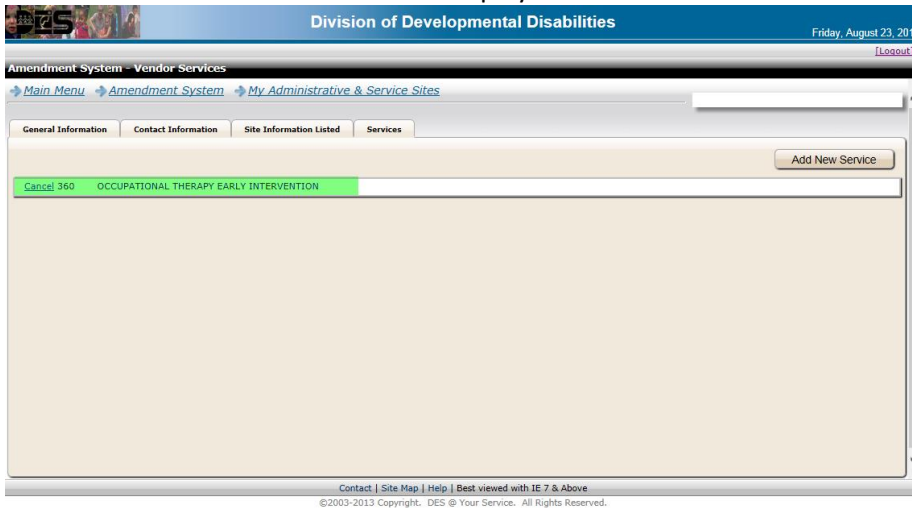 DES
Division of Developmental Disabilities
Friday, August 23, 201
[Logout]
Amendment System - Vendor Services
Main Menu Amendment System My Administrative & Service Sites
General Information Contact Information Site Information Listed Services
Add New Service
Cancel 360 OCCUPATIONAL THERAPY EARLY INTERVENTION
Contact | Site Map | Help | Best viewed with IE 7 & Above
©2003-2013 Copyright. DES @ Your Service. All Rights Reserved.